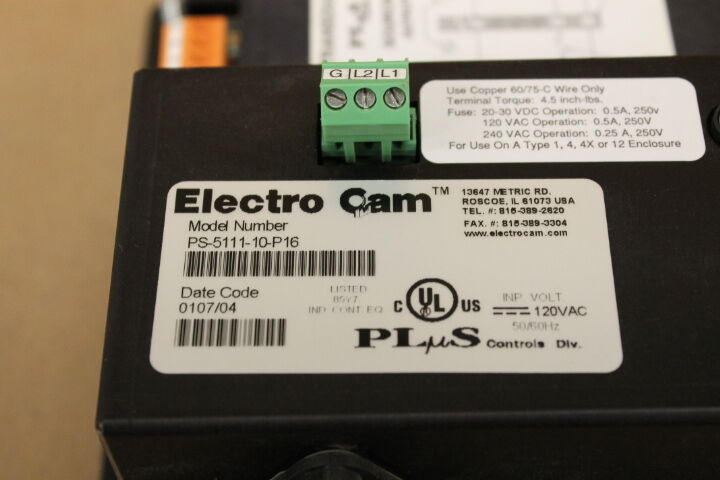 G L2 L1
Use Copper 60/75-C Wire Only
Terminal Torque: 4.5 inch-lbs.
Fuse: 20-30 VDC Operation: 0.5A, 250v
120 VAC Operation: 0.5A, 250V
240 VAC Operation: 0.25 A, 250V
For Use On A Type 1, 4, 4X or 12 Enclosure
Electro Cam™
13647 METRIC RD.
ROSCOE, IL 61073 USA
TEL. #: 815-389-2620
FAX. #: 815-389-3304
www.electrocam.com
Model Number
PS-5111-10-P16
Date Code
0107/04
LISTED
85Y7
IND CONT EQ
C UL US
INP. VOLT.
120VAC
50/60Hz
PLµS Controls Div.